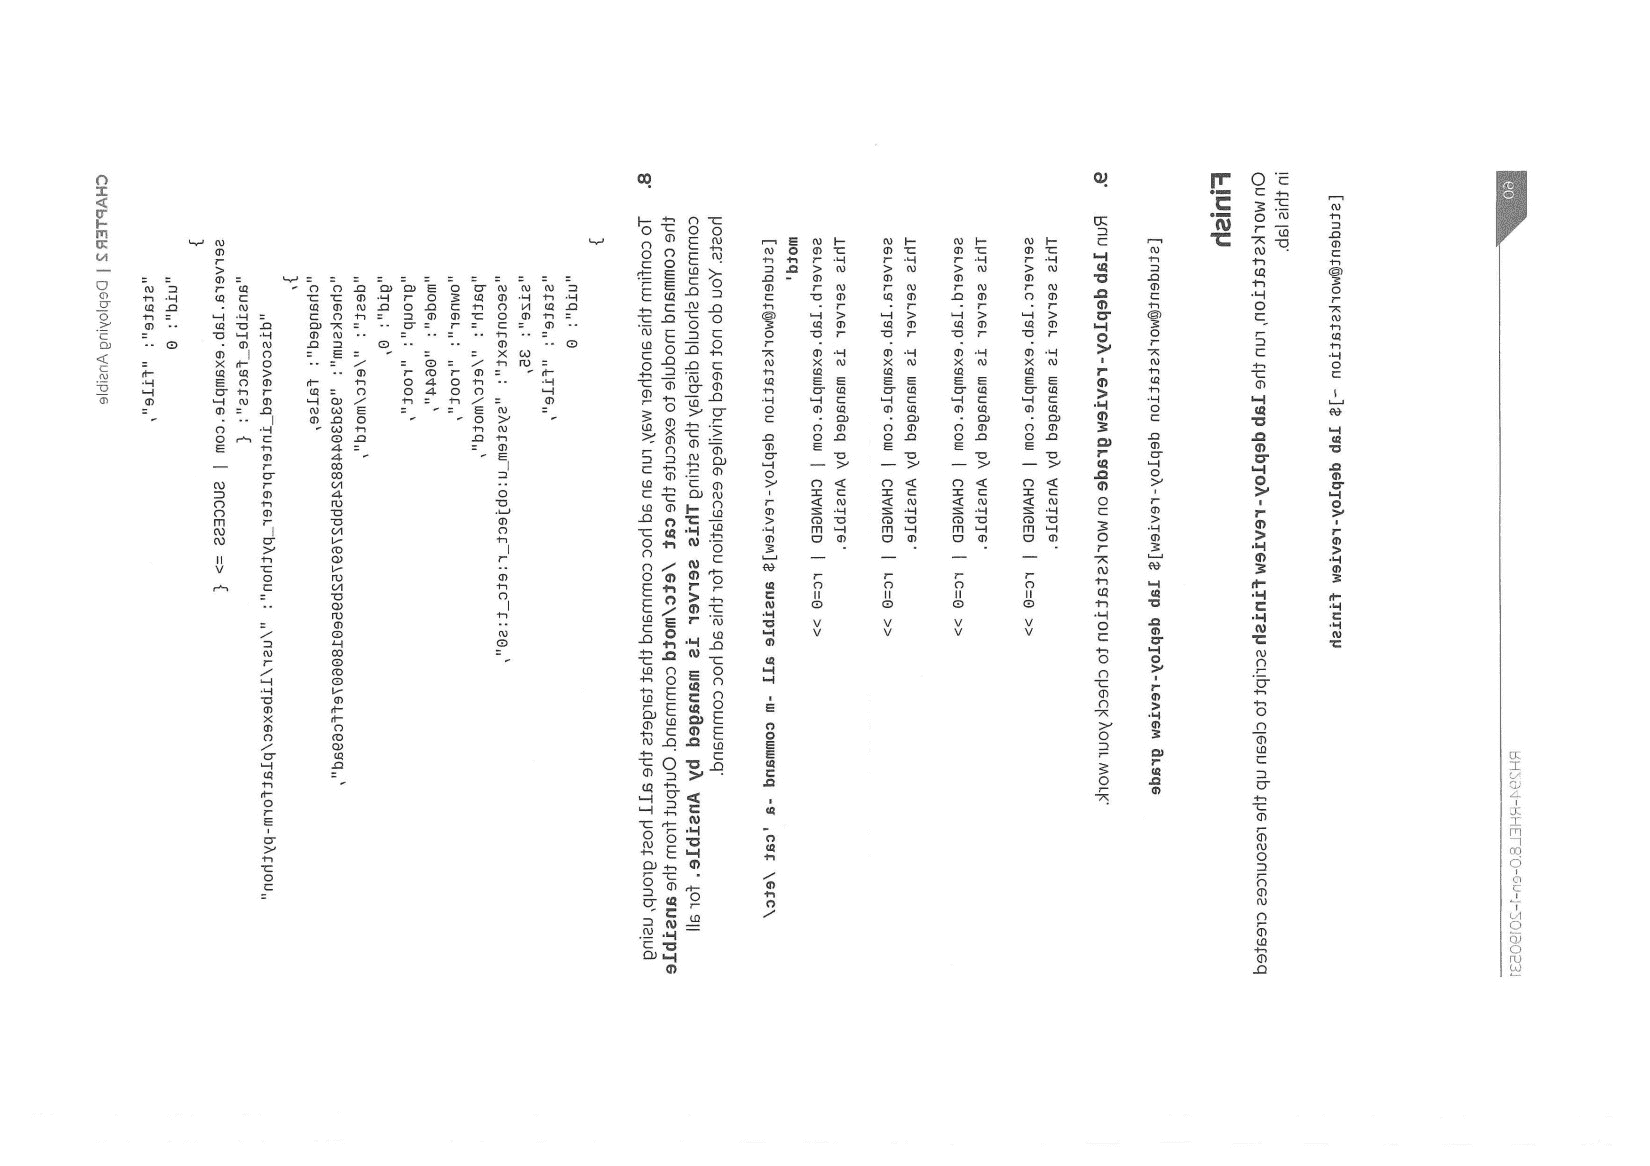 CHAPTER 2 | Deploying Ansible
"state": "file",
"uid": 0
}
servera.lab.example.com | SUCCESS => {
"ansible_facts": {
"discovered_interpreter_python": "/usr/libexec/platform-python"
},
"changed": false,
"checksum": "93d304488245bb2769752b95e0180607effc69ad",
"dest": "/etc/motd",
"gid": 0,
"group": "root",
"mode": "0644",
"owner": "root",
"path": "/etc/motd",
"secontext": "system_u:object_r:etc_t:s0",
"size": 35,
"state": "file",
"uid": 0
}
8. To confirm this another way, run an ad hoc command that targets the all host group, using
the command module to execute the cat /etc/motd command. Output from the ansible
command should display the string This server is managed by Ansible. for all
hosts. You do not need privilege escalation for this ad hoc command.
[student@workstation deploy-review]$ ansible all -m command -a 'cat /etc/
motd'
serverb.lab.example.com | CHANGED | rc=0 >>
This server is managed by Ansible.
servera.lab.example.com | CHANGED | rc=0 >>
This server is managed by Ansible.
serverd.lab.example.com | CHANGED | rc=0 >>
This server is managed by Ansible.
serverc.lab.example.com | CHANGED | rc=0 >>
This server is managed by Ansible.
9. Run lab deploy-review grade on workstation to check your work.
[student@workstation deploy-review]$ lab deploy-review grade
Finish
On workstation, run the lab deploy-review finish script to clean up the resources created
in this lab.
[student@workstation ~]$ lab deploy-review finish
60
RH294-RHEL8.0-en-1-20190531